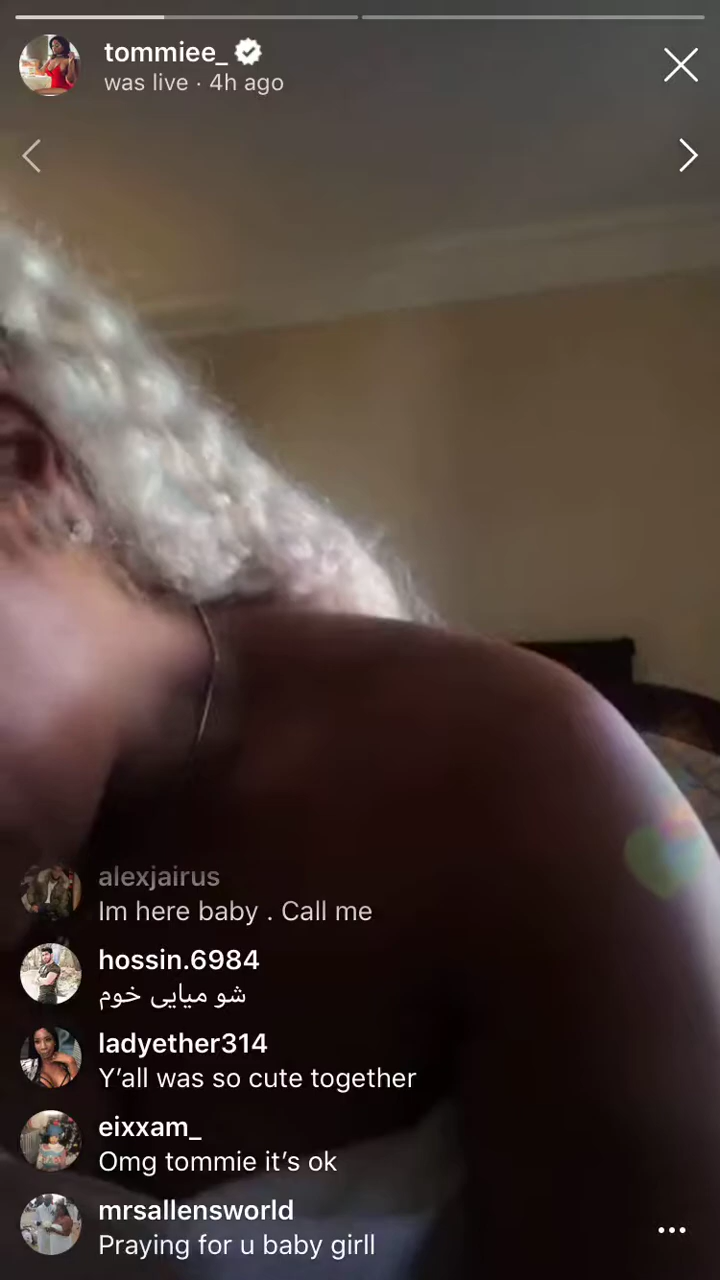 tommiee_
was live · 4h ago
alexjairus
Im here baby . Call me
hossin.6984
شو میایی خوم
ladyether314
Y’all was so cute together
eixxam_
Omg tommie it’s ok
mrsallensworld
Praying for u baby girll